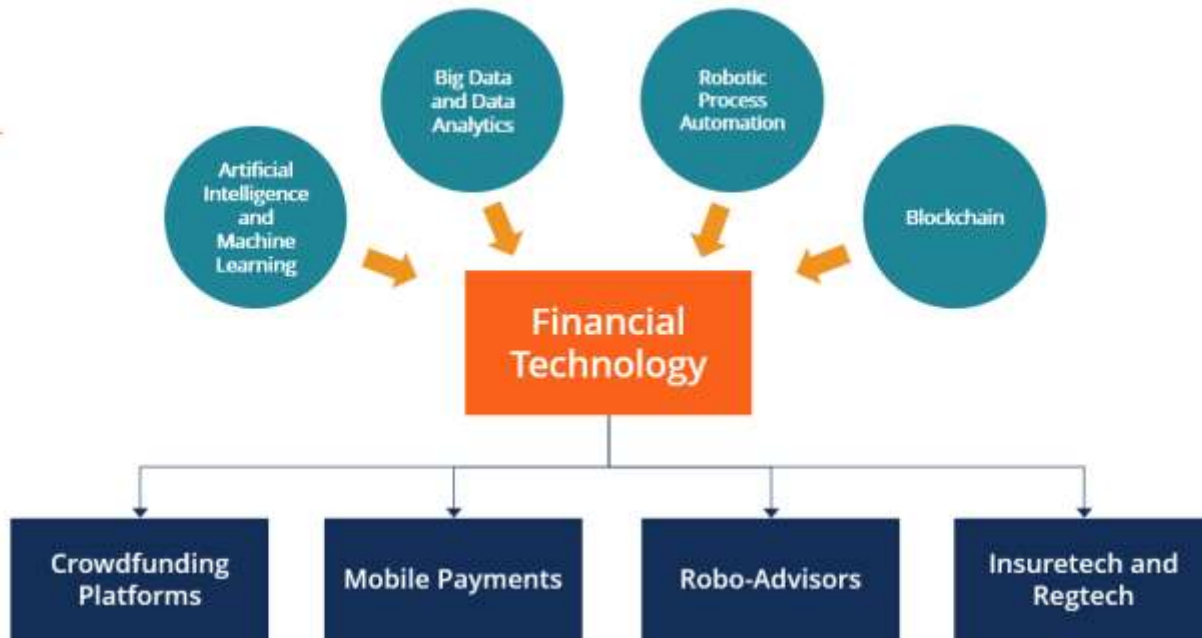 Big Data
and Data
Analytics
Robotic
Process
Automation
Artificial
Intelligence
and
Machine
Learning
Blockchain
Financial
Technology
Crowdfunding
Platforms
Mobile Payments
Robo-Advisors
Insuretech and
Regtech